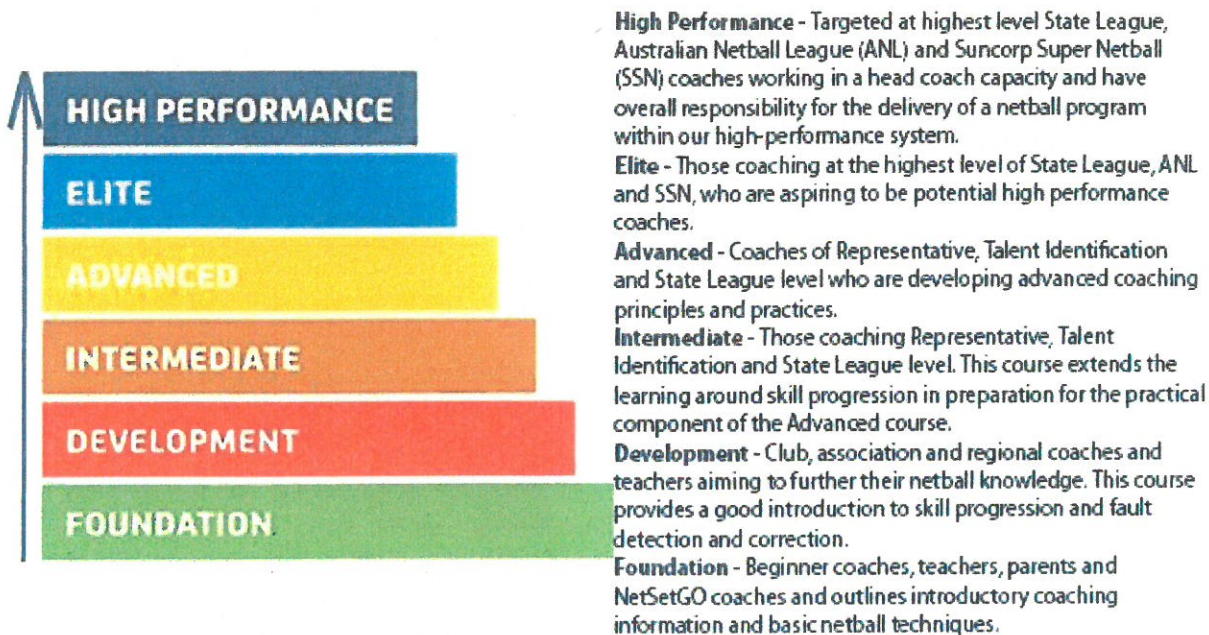 HIGH PERFORMANCE
ELITE
ADVANCED
INTERMEDIATE
DEVELOPMENT
FOUNDATION
High Performance - Targeted at highest level State League,
Australian Netball League (ANL) and Suncorp Super Netball
(SSN) coaches working in a head coach capacity and have
overall responsibility for the delivery of a netball program
within our high-performance system.
Elite - Those coaching at the highest level of State League, ANL
and SSN, who are aspiring to be potential high performance
coaches.
Advanced - Coaches of Representative, Talent Identification
and State League level who are developing advanced coaching
principles and practices.
Intermediate - Those coaching Representative, Talent
Identification and State League level. This course extends the
learning around skill progression in preparation for the practical
component of the Advanced course.
Development - Club, association and regional coaches and
teachers aiming to further their netball knowledge. This course
provides a good introduction to skill progression and fault
detection and correction.
Foundation - Beginner coaches, teachers, parents and
NetSetGO coaches and outlines introductory coaching
information and basic netball techniques.